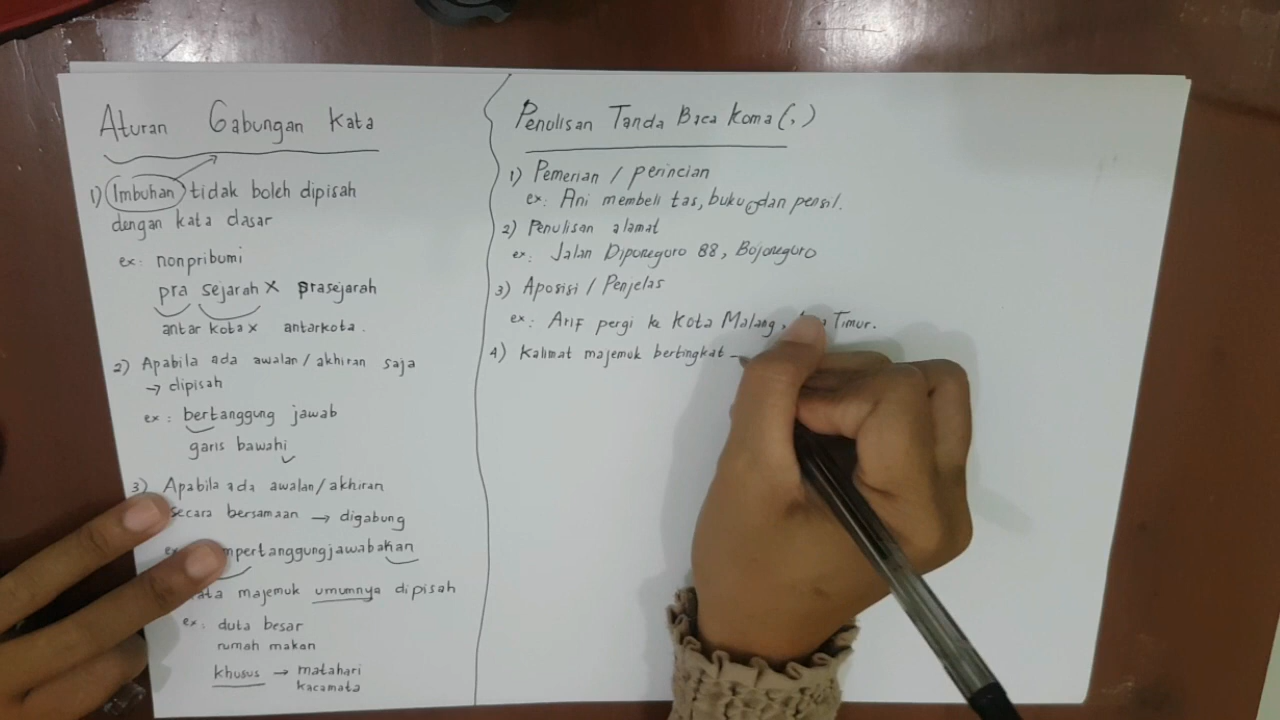 Aturan Gabungan Kata
1) Imbuhan tidak boleh dipisah
dengan kata dasar
ex: nonpribumi
pra sejarah x prasejarah
antar kota x antarkota.
2) Apabila ada awalan / akhiran saja
→ dipisah
ex: bertanggung jawab
garis bawahi
3) Apabila ada awalan / akhiran
secara bersamaan → digabung
majemuk umumnya dipisah
ex: duta besar
rumah makan
khusus → matahari
kacamata
Penulisan Tanda Baca Koma (,)
1) Pemerian / perincian
ex: Ani membeli tas, buku, dan pensil.
2) Penulisan alamat
ex: Jalan Diponegoro 88, Bojonegoro
3) Aposisi / Penjelas
ex: Arif pergi ke Kota Malang, Timur.
4) Kalimat majemuk bertingkat